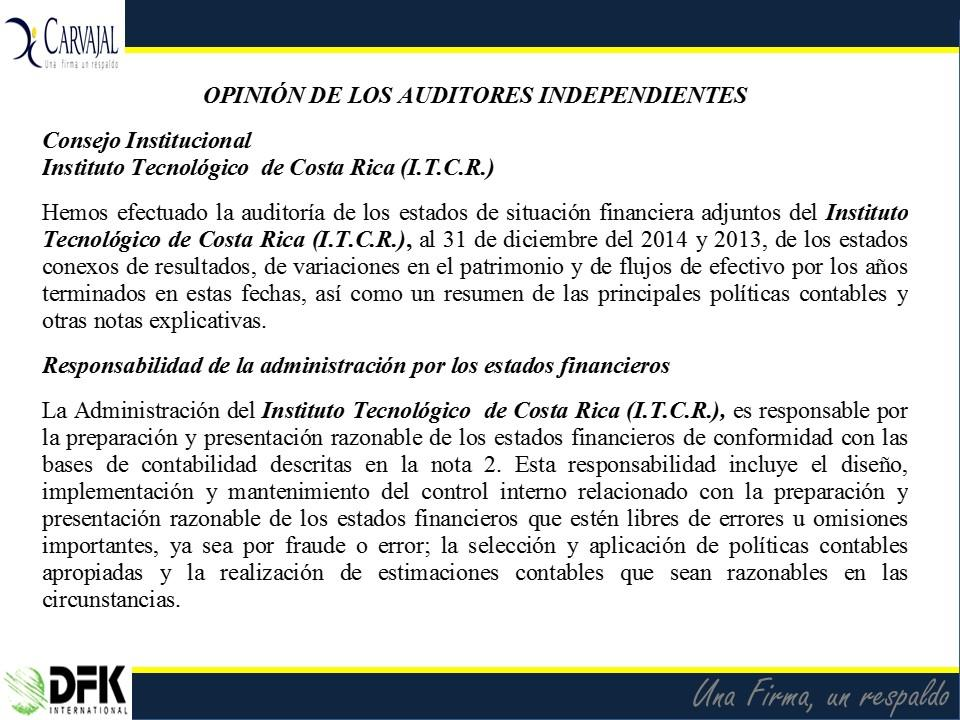 CARVAJAL
Una firma un respaldo
OPINIÓN DE LOS AUDITORES INDEPENDIENTES
Consejo Institucional
Instituto Tecnológico de Costa Rica (I.T.C.R.)
Hemos efectuado la auditoría de los estados de situación financiera adjuntos del Instituto
Tecnológico de Costa Rica (I.T.C.R.), al 31 de diciembre del 2014 y 2013, de los estados
conexos de resultados, de variaciones en el patrimonio y de flujos de efectivo por los años
terminados en estas fechas, así como un resumen de las principales políticas contables y
otras notas explicativas.
Responsabilidad de la administración por los estados financieros
La Administración del Instituto Tecnológico de Costa Rica (I.T.C.R.), es responsable por
la preparación y presentación razonable de los estados financieros de conformidad con las
bases de contabilidad descritas en la nota 2. Esta responsabilidad incluye el diseño,
implementación y mantenimiento del control interno relacionado con la preparación y
presentación razonable de los estados financieros que estén libres de errores u omisiones
importantes, ya sea por fraude o error; la selección y aplicación de políticas contables
apropiadas y la realización de estimaciones contables que sean razonables en las
circunstancias.
DFK
INTERNATIONAL
Una Firma, un respaldo